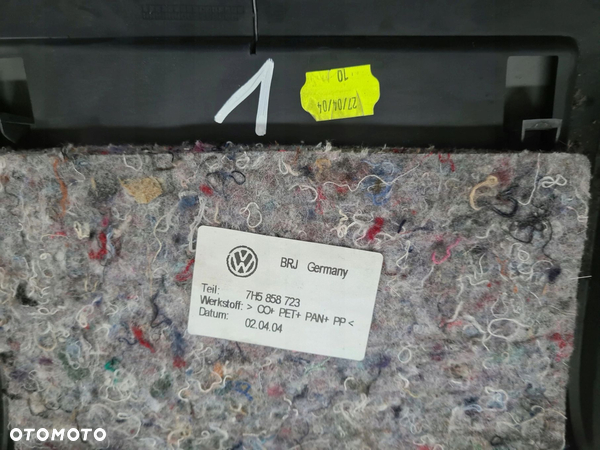 1
27/04/04
10
BRJ Germany
Teil: 7H5 858 723
Werkstoff: > CO+ PET+ PAN+ PP <
Datum: 02.04.04
OTOMOTO